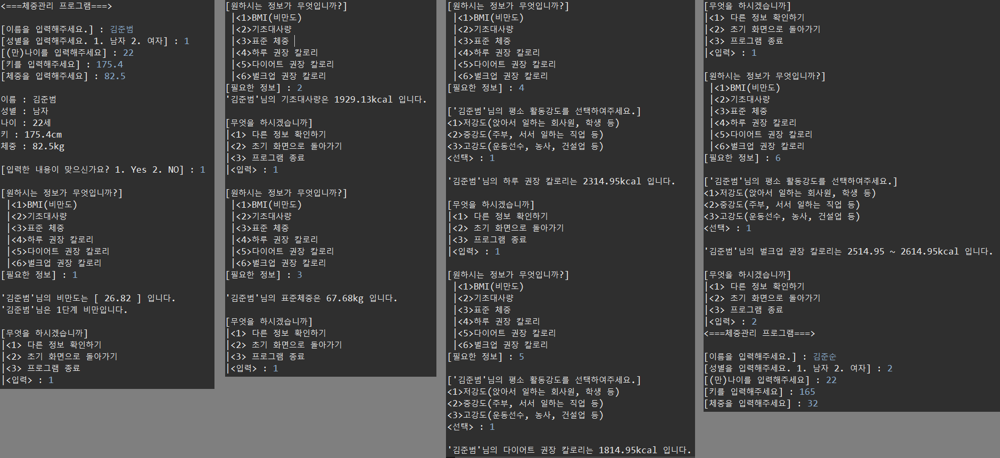 <===체중관리 프로그램===>
[이름을 입력해주세요.] : 김준범
[성별을 입력해주세요. 1. 남자 2. 여자] : 1
[(만)나이를 입력해주세요] : 22
[키를 입력해주세요] : 175.4
[체중을 입력해주세요] : 82.5
이름 : 김준범
성별 : 남자
나이 : 22세
키 : 175.4cm
체중 : 82.5kg
[입력한 내용이 맞으신가요? 1. Yes 2. NO] : 1
[원하시는 정보가 무엇입니까?]
|<1>BMI(비만도)
|<2>기초대사량
|<3>표준 체중
|<4>하루 권장 칼로리
|<5>다이어트 권장 칼로리
|<6>벌크업 권장 칼로리
[필요한 정보] : 1
'김준범'님의 비만도는 [ 26.82 ] 입니다.
'김준범'님은 1단계 비만입니다.
[무엇을 하시겠습니까]
|<1> 다른 정보 확인하기
|<2> 초기 화면으로 돌아가기
|<3> 프로그램 종료
|<입력> : 1
[원하시는 정보가 무엇입니까?]
|<1>BMI(비만도)
|<2>기초대사량
|<3>표준 체중
|<4>하루 권장 칼로리
|<5>다이어트 권장 칼로리
|<6>벌크업 권장 칼로리
[필요한 정보] : 2
'김준범'님의 기초대사량은 1929.13kcal 입니다.
[무엇을 하시겠습니까]
|<1> 다른 정보 확인하기
|<2> 초기 화면으로 돌아가기
|<3> 프로그램 종료
|<입력> : 1
[원하시는 정보가 무엇입니까?]
|<1>BMI(비만도)
|<2>기초대사량
|<3>표준 체중
|<4>하루 권장 칼로리
|<5>다이어트 권장 칼로리
|<6>벌크업 권장 칼로리
[필요한 정보] : 3
'김준범'님의 표준체중은 67.68kg 입니다.
[무엇을 하시겠습니까]
|<1> 다른 정보 확인하기
|<2> 초기 화면으로 돌아가기
|<3> 프로그램 종료
|<입력> : 1
[원하시는 정보가 무엇입니까?]
|<1>BMI(비만도)
|<2>기초대사량
|<3>표준 체중
|<4>하루 권장 칼로리
|<5>다이어트 권장 칼로리
|<6>벌크업 권장 칼로리
[필요한 정보] : 4
['김준범'님의 평소 활동강도를 선택하여주세요.]
<1>저강도(앉아서 일하는 회사원, 학생 등)
<2>중강도(주부, 서서 일하는 직업 등)
<3>고강도(운동선수, 농사, 건설업 등)
<선택> : 1
'김준범'님의 하루 권장 칼로리는 2314.95kcal 입니다.
[무엇을 하시겠습니까]
|<1> 다른 정보 확인하기
|<2> 초기 화면으로 돌아가기
|<3> 프로그램 종료
|<입력> : 1
[원하시는 정보가 무엇입니까?]
|<1>BMI(비만도)
|<2>기초대사량
|<3>표준 체중
|<4>하루 권장 칼로리
|<5>다이어트 권장 칼로리
|<6>벌크업 권장 칼로리
[필요한 정보] : 5
['김준범'님의 평소 활동강도를 선택하여주세요.]
<1>저강도(앉아서 일하는 회사원, 학생 등)
<2>중강도(주부, 서서 일하는 직업 등)
<3>고강도(운동선수, 농사, 건설업 등)
<선택> : 1
'김준범'님의 다이어트 권장 칼로리는 1814.95kcal 입니다.
[무엇을 하시겠습니까]
|<1> 다른 정보 확인하기
|<2> 초기 화면으로 돌아가기
|<3> 프로그램 종료
|<입력> : 1
[원하시는 정보가 무엇입니까?]
|<1>BMI(비만도)
|<2>기초대사량
|<3>표준 체중
|<4>하루 권장 칼로리
|<5>다이어트 권장 칼로리
|<6>벌크업 권장 칼로리
[필요한 정보] : 6
['김준범'님의 평소 활동강도를 선택하여주세요.]
<1>저강도(앉아서 일하는 회사원, 학생 등)
<2>중강도(주부, 서서 일하는 직업 등)
<3>고강도(운동선수, 농사, 건설업 등)
<선택> : 1
'김준범'님의 벌크업 권장 칼로리는 2514.95 ~ 2614.95kcal 입니다.
[무엇을 하시겠습니까]
|<1> 다른 정보 확인하기
|<2> 초기 화면으로 돌아가기
|<3> 프로그램 종료
|<입력> : 2
<===체중관리 프로그램===>
[이름을 입력해주세요.] : 김준순
[성별을 입력해주세요. 1. 남자 2. 여자] : 2
[(만)나이를 입력해주세요] : 22
[키를 입력해주세요] : 165
[체중을 입력해주세요] : 32